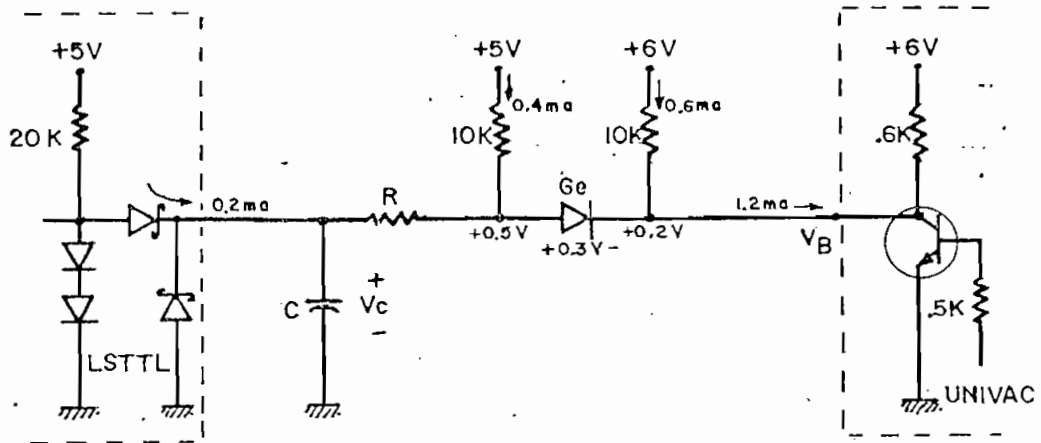 +5V
+5V
+6V
+6V
20K
10K
0.4ma
10K
0.6ma
.6K
0.2ma
R
Ge
1.2ma
+0.5V
+0.3V-
+0.2V
VB
C
+
Vc
-
.5K
LSTTL
UNIVAC